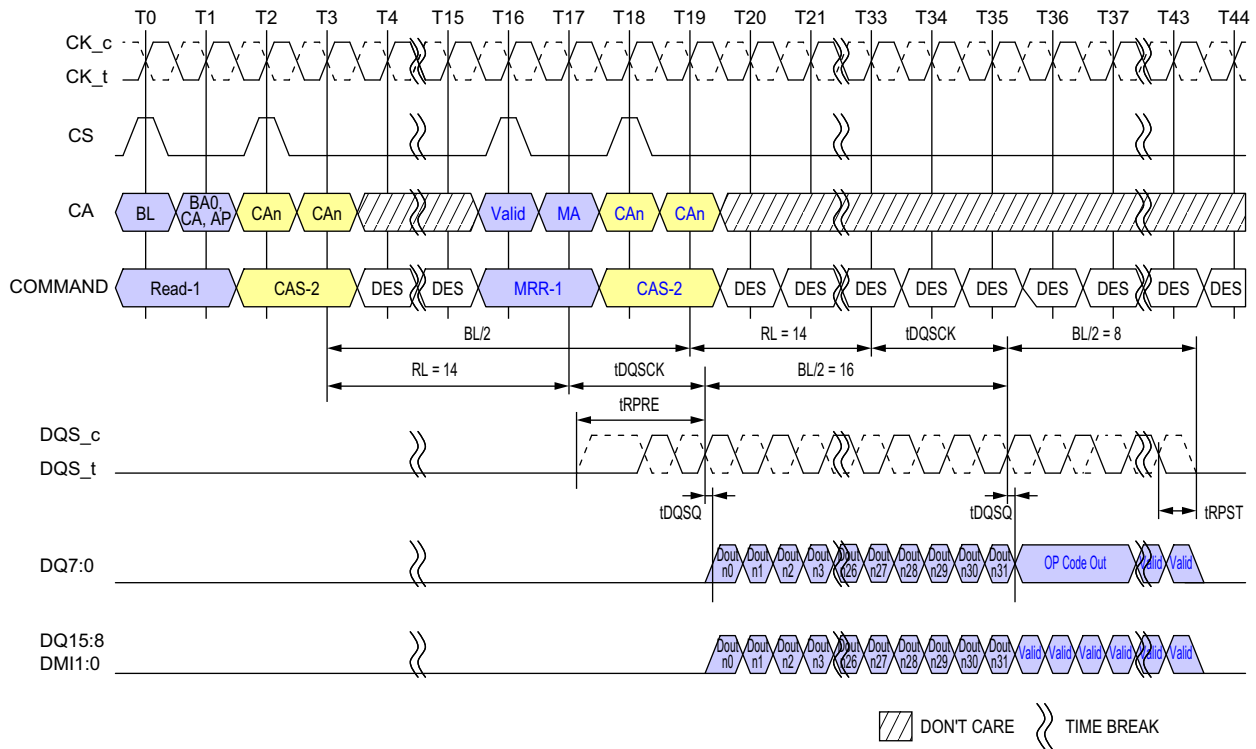 T0 T1 T2 T3 T4 T15 T16 T17 T18 T19 T20 T21 T33 T34 T35 T36 T37 T43 T44
CK_c
CK_t
CS
CA BL BA0, CA, AP CAn CAn Valid MA CAn CAn
COMMAND Read-1 CAS-2 DES DES MRR-1 CAS-2 DES DES DES DES DES DES DES DES DES
BL/2 RL = 14 tDQSCK BL/2 = 8
RL = 14 tDQSCK BL/2 = 16
tRPRE
DQS_c
DQS_t
tDQSQ tDQSQ tRPST
DQ7:0 Dout n0 Dout n1 Dout n2 Dout n3 Dout n26 Dout n27 Dout n28 Dout n29 Dout n30 Dout n31 OP Code Out Valid Valid
DQ15:8
DMI1:0 Dout n0 Dout n1 Dout n2 Dout n3 Dout n26 Dout n27 Dout n28 Dout n29 Dout n30 Dout n31 Valid Valid Valid Valid Valid Valid
DON'T CARE TIME BREAK